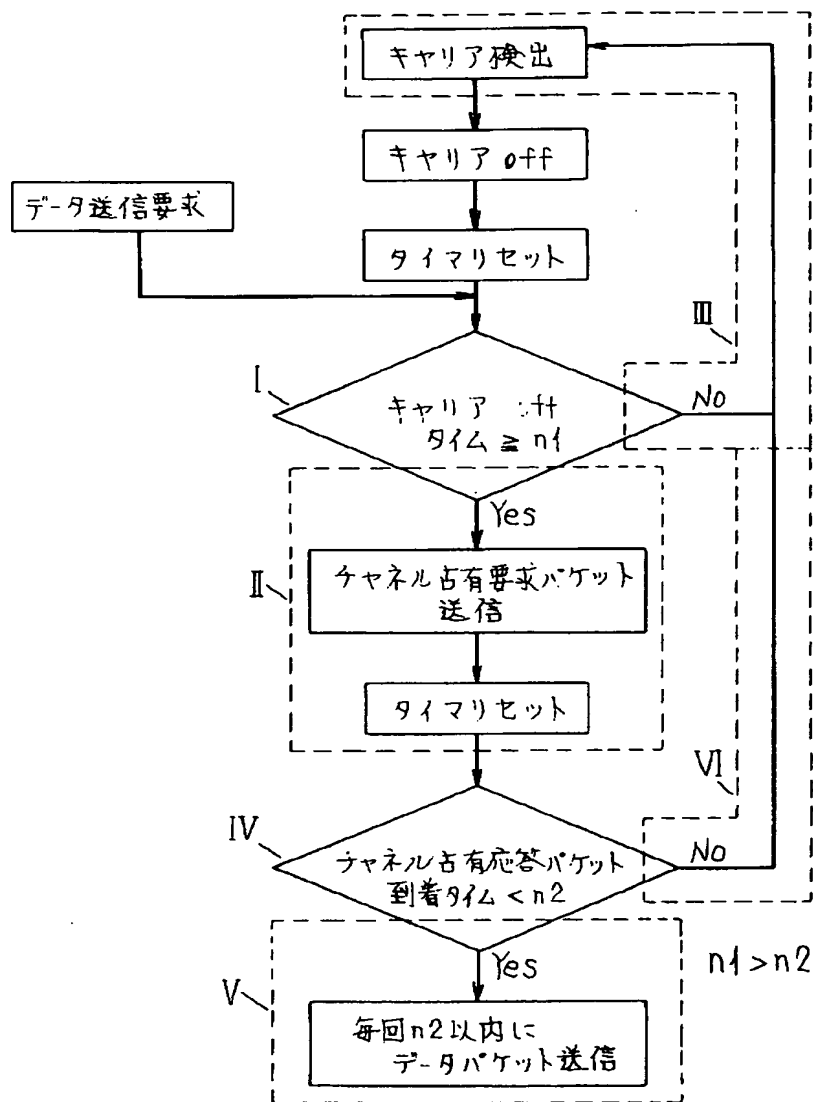 キャリア検出
キャリア off
データ送信要求
タイマリセット
III
I
キャリア
タイム ≧ n1
No
Yes
II
チャネル占有要求パケット
送信
タイマリセット
VI
IV
チャネル占有応答パケット
到着タイム < n2
No
Yes
n1 > n2
V
毎回n2以内に
データパケット送信